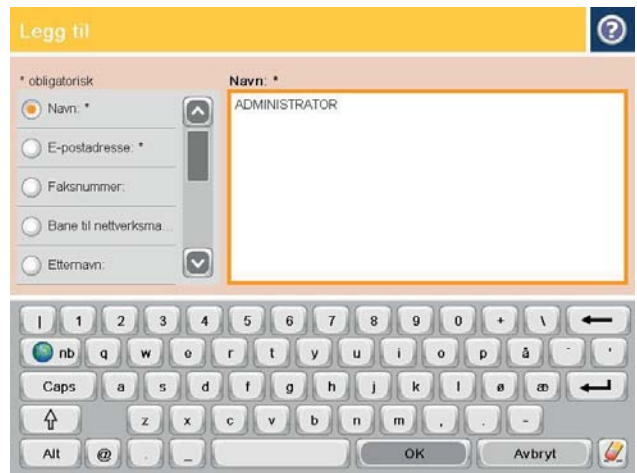 Legg til
?
* obligatorisk
Navn: *
Navn: *
ADMINISTRATOR
E-postadresse: *
Faksnummer:
Bane til nettverksma...
Etternavn:
| 1 2 3 4 5 6 7 8 9 0 + \
nb q w e r t y u i o p å ¨ '
Caps a s d f g h j k l ø æ
z x c v b n m , . -
Alt @ . _ OK Avbryt